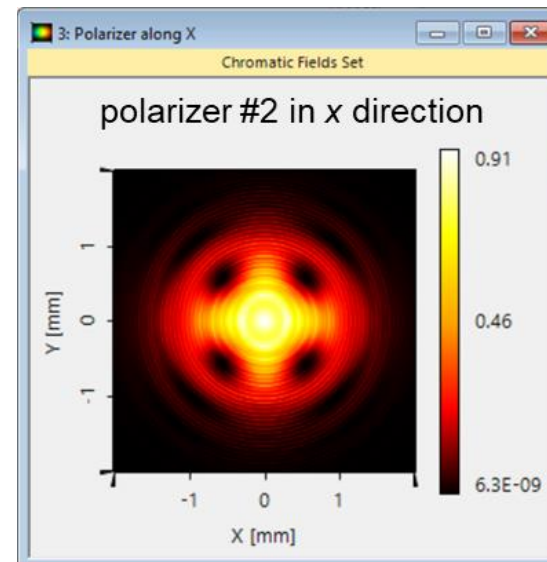 3: Polarizer along X
Chromatic Fields Set
polarizer #2 in x direction
0.91
0.46
6.3E-09
1
0
-1
Y [mm]
-1
0
1
X [mm]